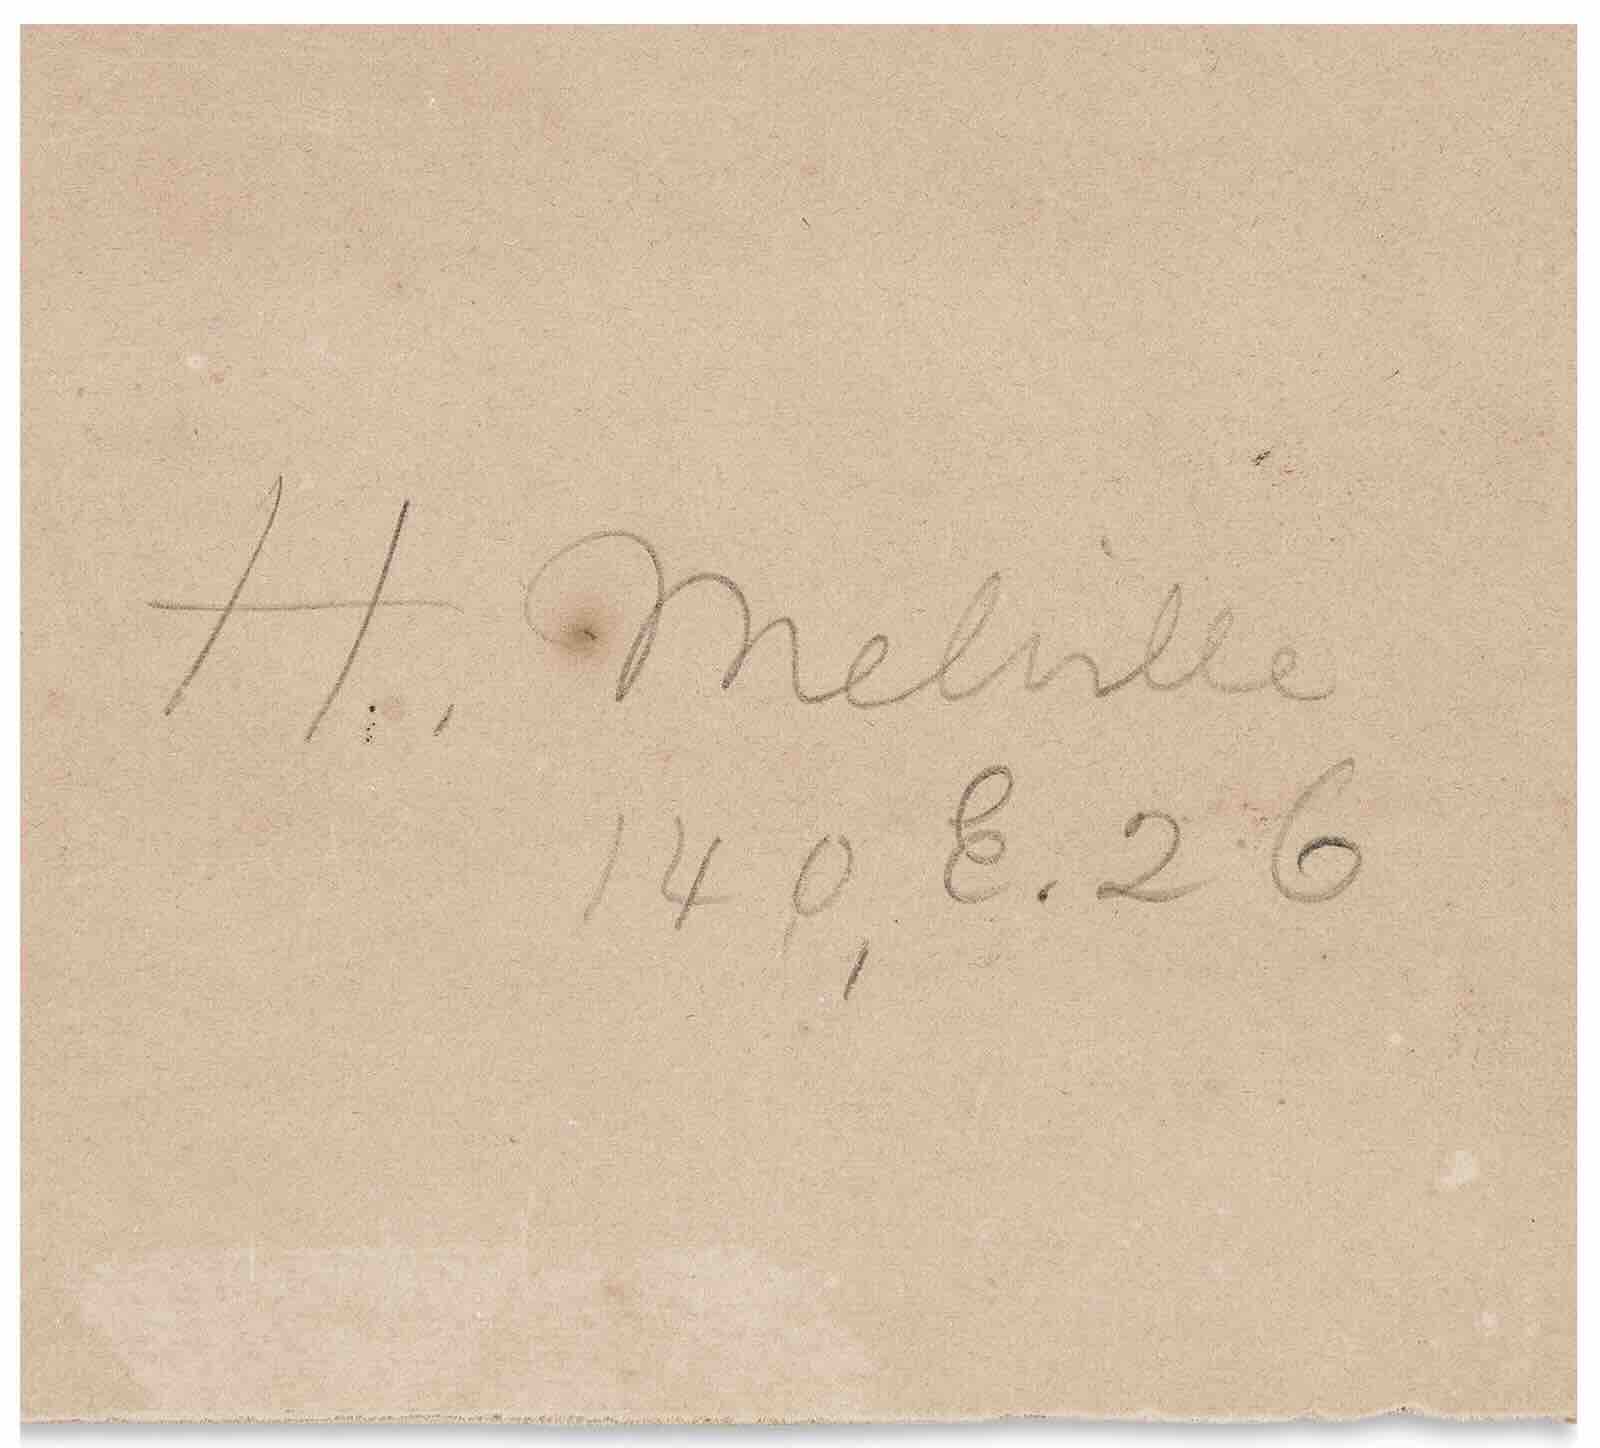 H., Melville
140, E. 26